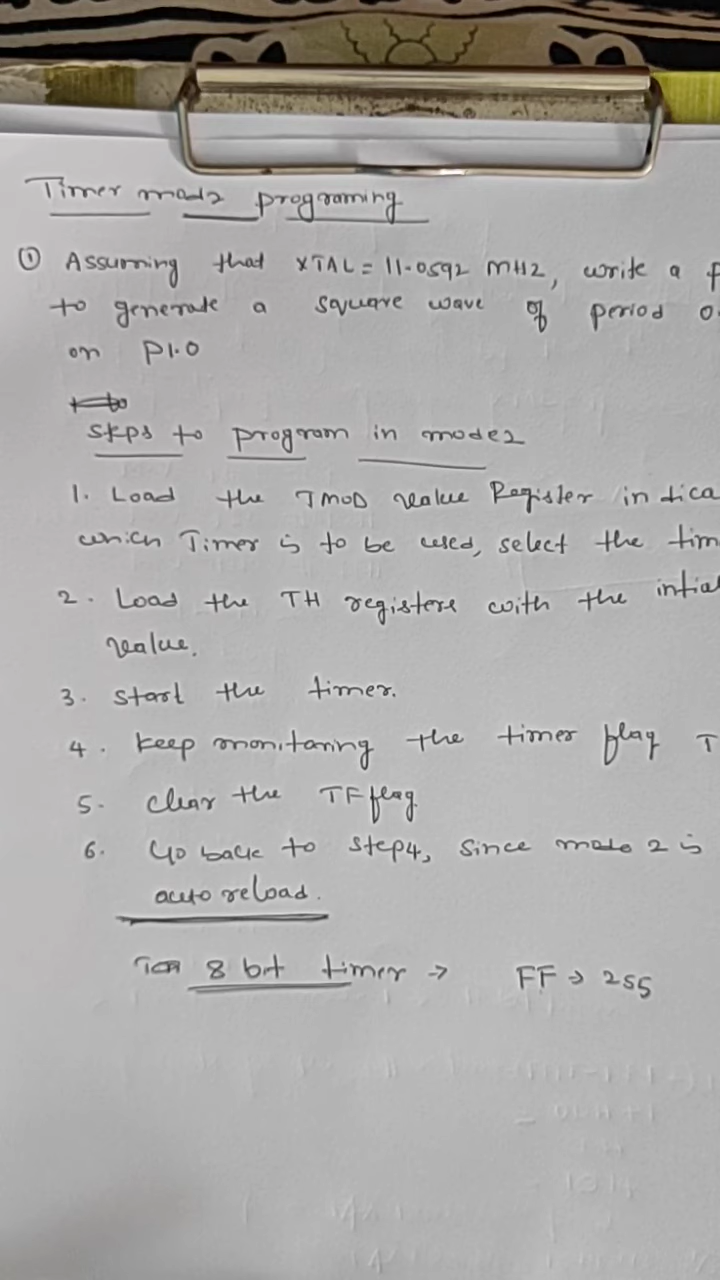 Timer mod2 programing
① Assuming that XTAL = 11.0592 MHZ, write a p
to generate a square wave of period 0
on P1.0
steps to program in mode2
1. Load the TMOD value Register indica
which Timer is to be used, select the tim
2. Load the TH registers with the intial
value.
3. start the timer.
4. keep monitaring the timer flag T
5. clear the TF flag
6. Go back to step4, since mode 2 is
auto reload.
8 bit timer → FF → 255